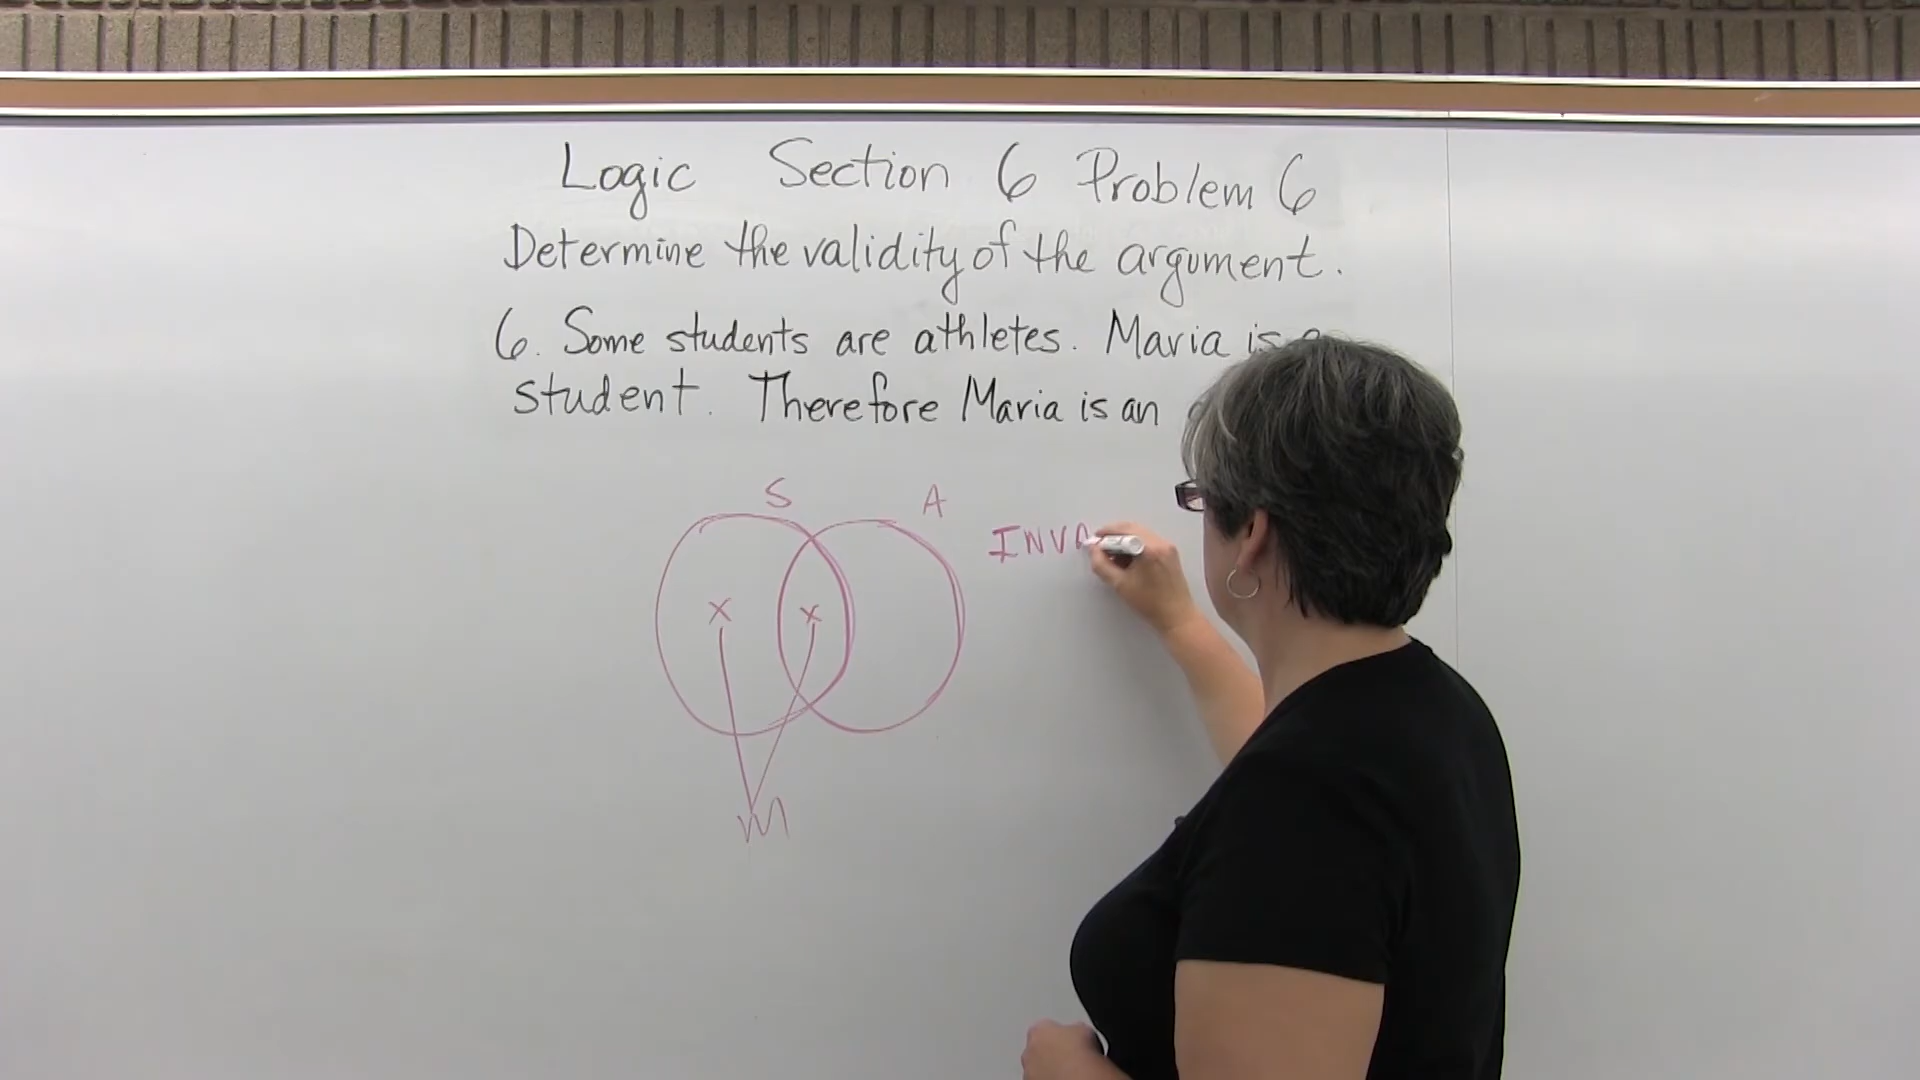 Logic Section 6 Problem 6
Determine the validity of the argument.
6. Some students are athletes. Maria is
student. Therefore Maria is an
S A
INVA
x x
M